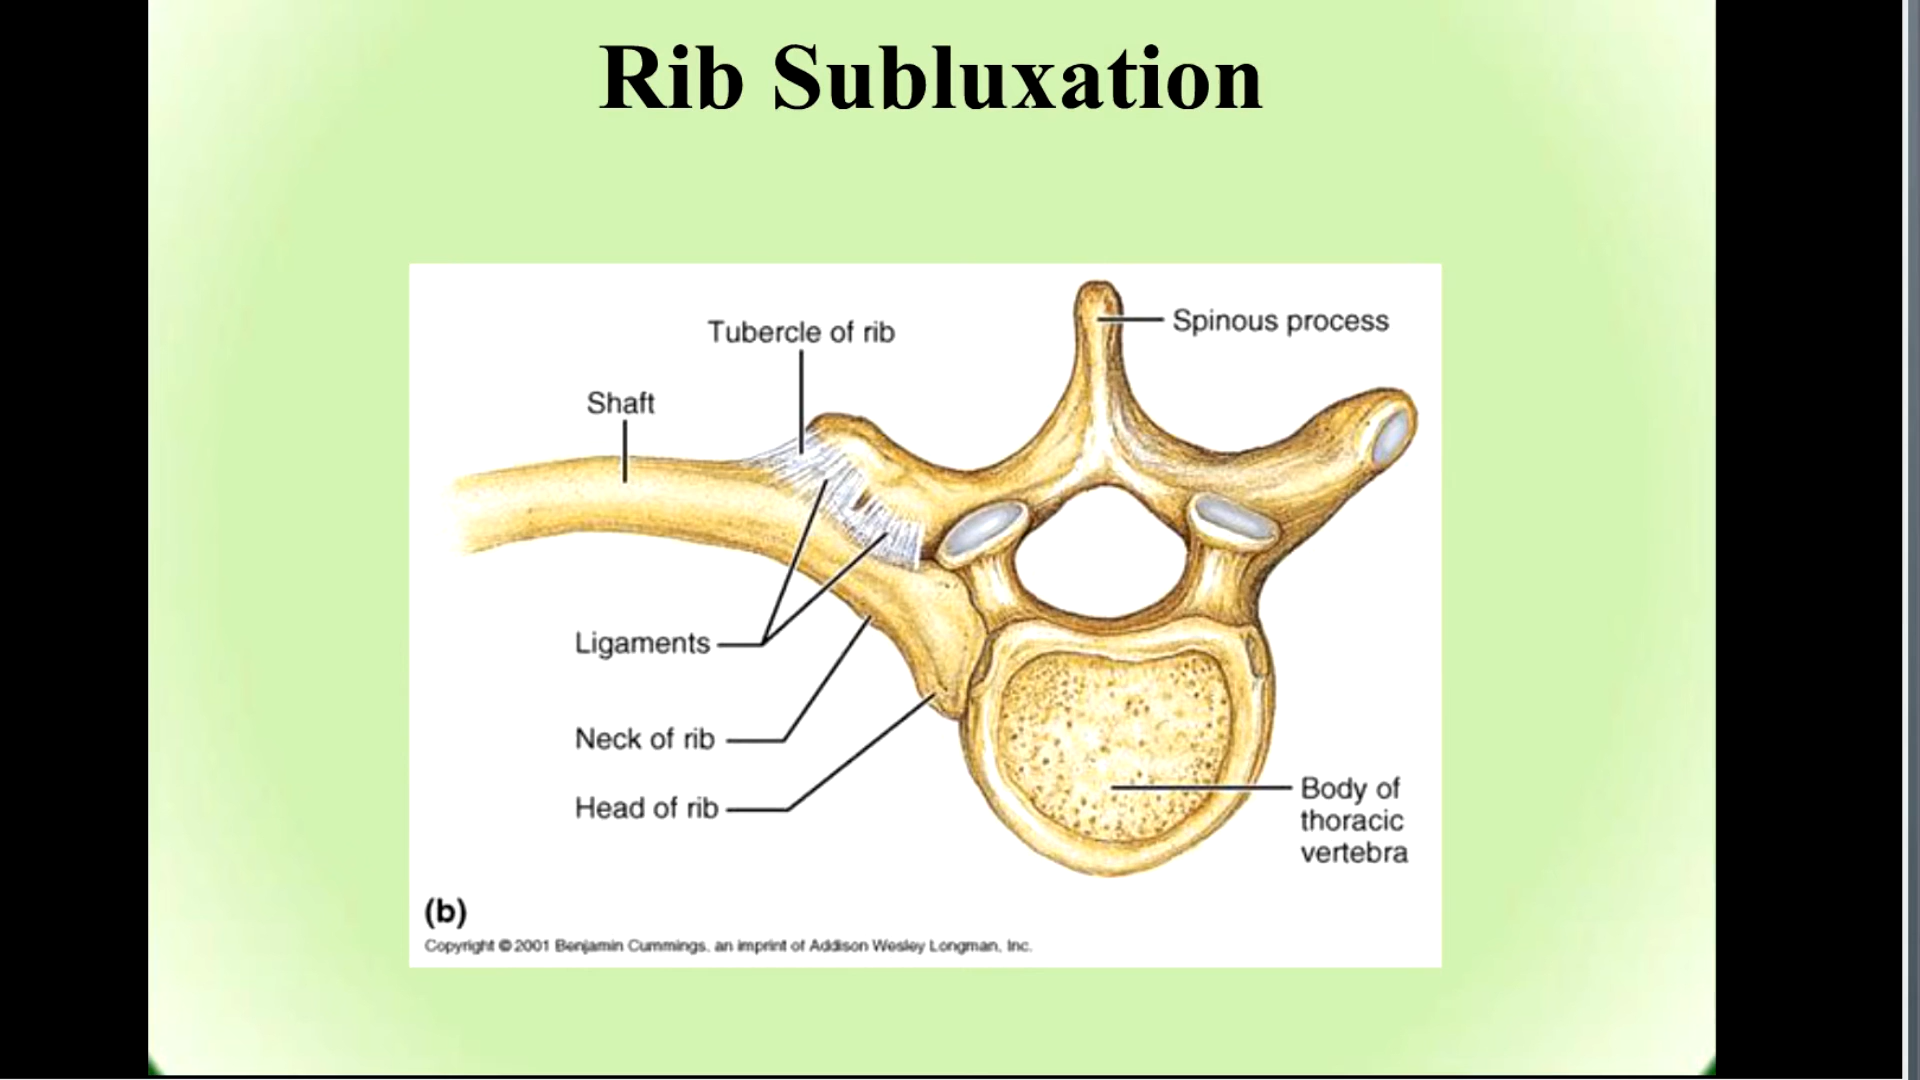 Rib Subluxation
Spinous process
Tubercle of rib
Shaft
Ligaments
Neck of rib
Head of rib
Body of
thoracic
vertebra
(b)
Copyright © 2001 Benjamin Cummings, an imprint of Addison Wesley Longman, Inc.